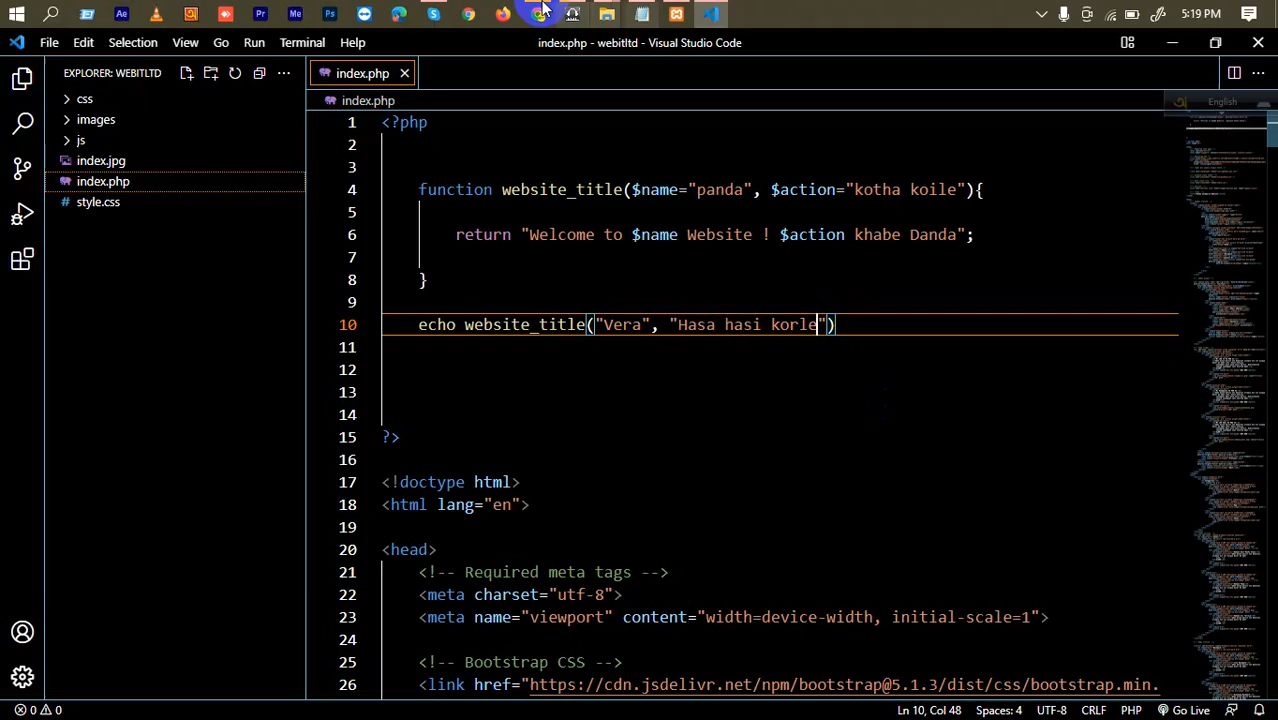 5:19 PM
File Edit Selection View Go Run Terminal Help
index.php - webitltd - Visual Studio Code
EXPLORER: WEBITLTD
index.php
css
index.php
English
images
js
index.jpg
index.php
style.css
1 <?php
2
3
4 function website_title($name="panda", $action="kotha koile"){
5
6 return "Welcome to $name Website ! $action khabe Danda";
7
8 }
9
10 echo website_title("Vera", "Hasa hasi korle")
11
12
13
14
15 ?>
16
17 <!doctype html>
18 <html lang="en">
19
20 <head>
21 <!-- Required meta tags -->
22 <meta charset="utf-8">
23 <meta name="viewport" content="width=device-width, initial-scale=1">
24
25 <!-- Bootstrap CSS -->
26 <link href="https://cdn.jsdelivr.net/npm/bootstrap@5.1.3/dist/css/bootstrap.min.
0 0 Ln 10, Col 48 Spaces: 4 UTF-8 CRLF PHP Go Live